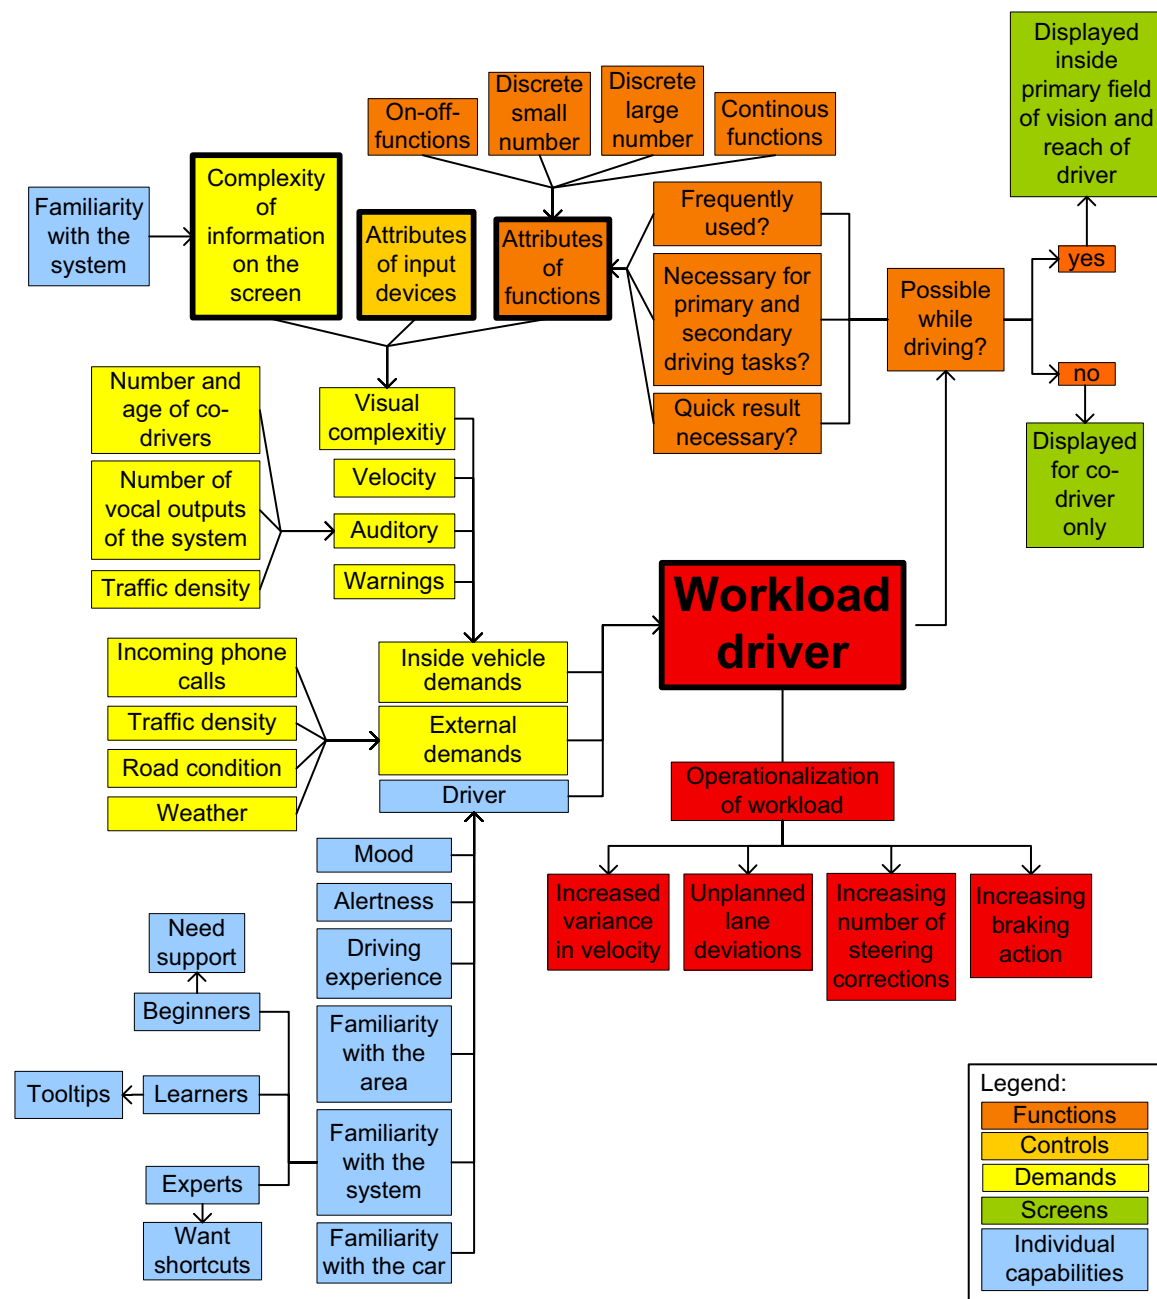 Displayed
inside
primary field
of vision and
reach of
driver
On-off-
functions
Discrete
small
number
Discrete
large
number
Continous
functions
Familiarity
with the
system
Complexity
of
information
on the
screen
Attributes
of input
devices
Attributes
of
functions
Frequently
used?
Necessary for
primary and
secondary
driving tasks?
Quick result
necessary?
Possible
while
driving?
yes
no
Displayed
for co-
driver
only
Number and
age of co-
drivers
Number of
vocal outputs
of the system
Traffic density
Visual
complexitiy
Velocity
Auditory
Warnings
Incoming phone
calls
Traffic density
Road condition
Weather
Inside vehicle
demands
External
demands
Driver
Workload
driver
Operationalization
of workload
Increased
variance
in velocity
Unplanned
lane
deviations
Increasing
number of
steering
corrections
Increasing
braking
action
Mood
Alertness
Driving
experience
Familiarity
with the
area
Familiarity
with the
system
Familiarity
with the car
Need
support
Beginners
Tooltips
Learners
Experts
Want
shortcuts
Legend:
Functions
Controls
Demands
Screens
Individual
capabilities